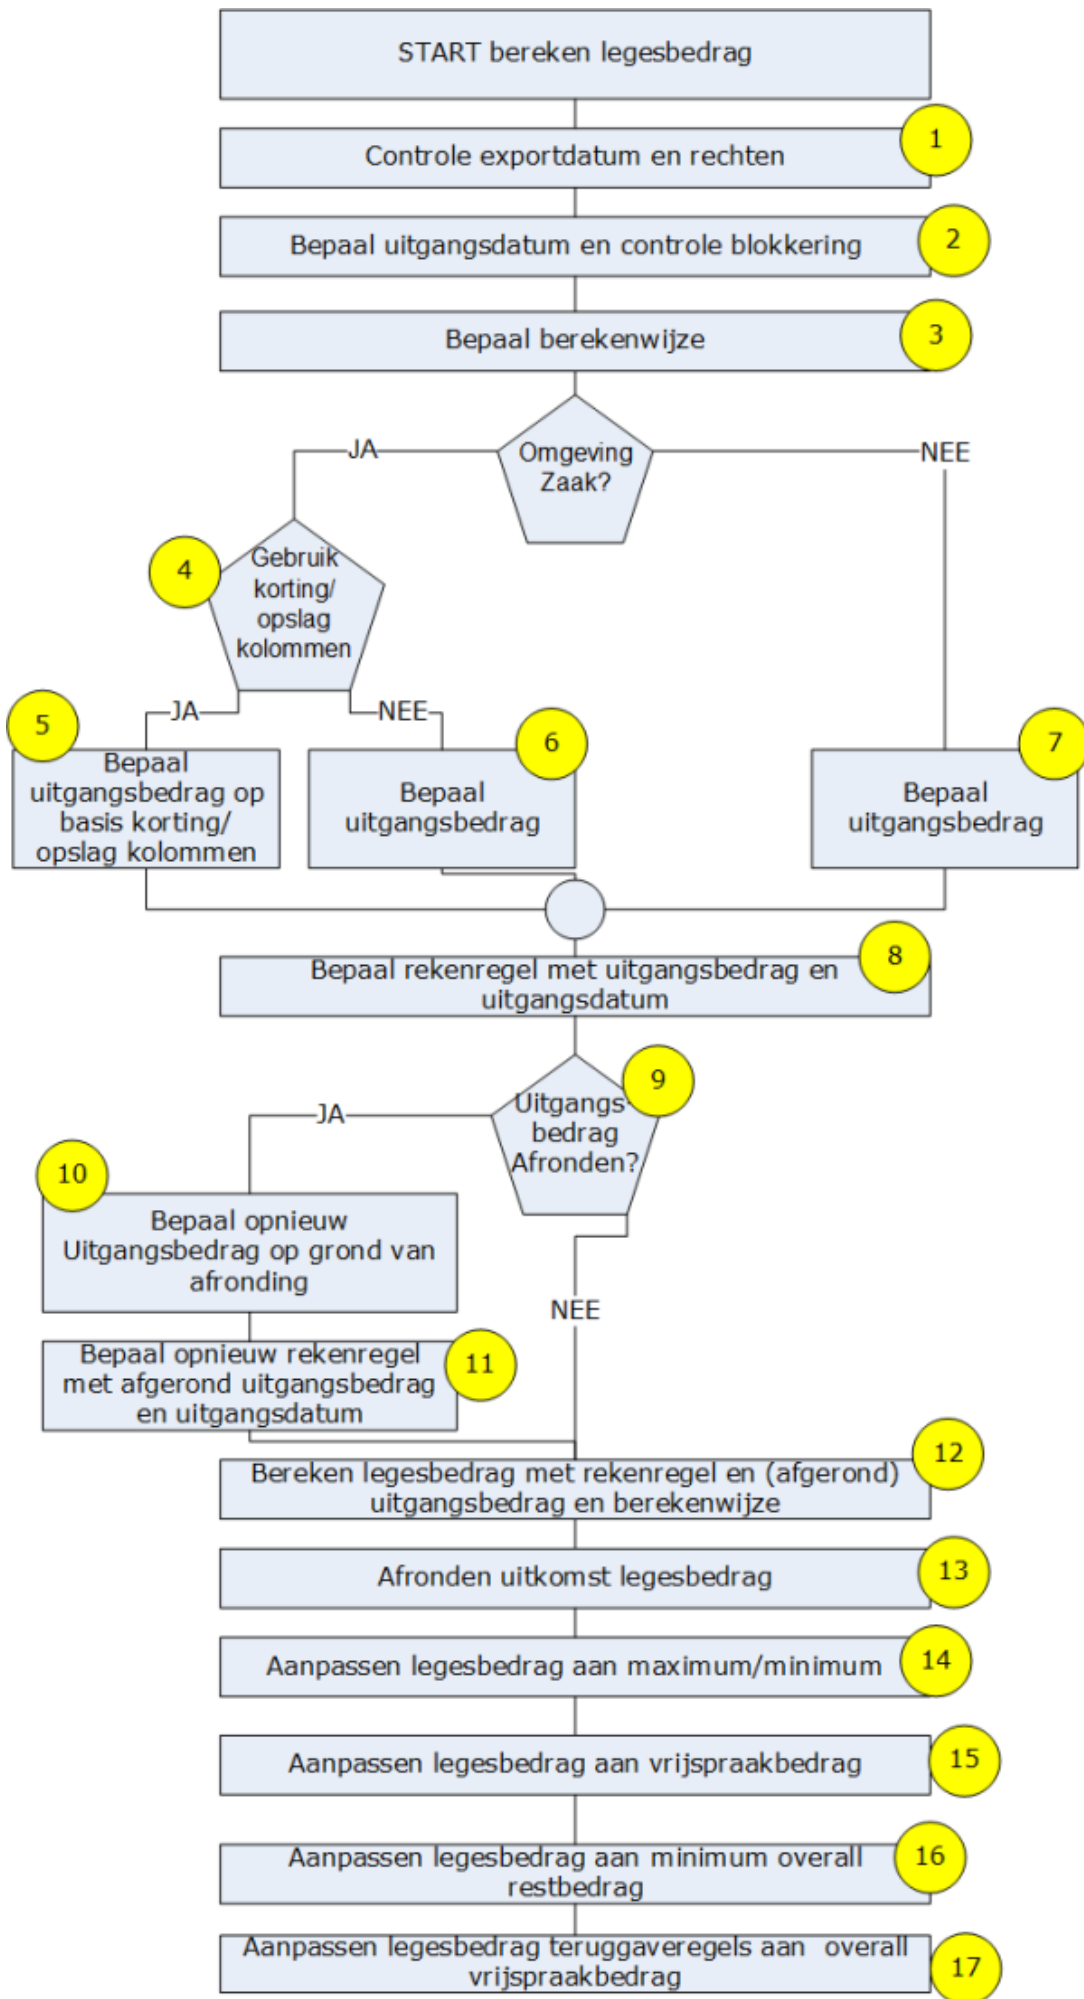 START bereken legesbedrag
1
Controle exportdatum en rechten
2
Bepaal uitgangsdatum en controle blokkering
3
Bepaal berekenwijze
Omgeving
Zaak?
JA
NEE
4
Gebruik
korting/
opslag
kolommen
JA
NEE
5
Bepaal
uitgangsbedrag op
basis korting/
opslag kolommen
6
Bepaal
uitgangsbedrag
7
Bepaal
uitgangsbedrag
8
Bepaal rekenregel met uitgangsbedrag en
uitgangsdatum
9
Uitgangs-
bedrag
Afronden?
JA
NEE
10
Bepaal opnieuw
Uitgangsbedrag op grond van
afronding
11
Bepaal opnieuw rekenregel
met afgerond uitgangsbedrag
en uitgangsdatum
12
Bereken legesbedrag met rekenregel en (afgerond)
uitgangsbedrag en berekenwijze
13
Afronden uitkomst legesbedrag
14
Aanpassen legesbedrag aan maximum/minimum
15
Aanpassen legesbedrag aan vrijspraakbedrag
16
Aanpassen legesbedrag aan minimum overall
restbedrag
17
Aanpassen legesbedrag teruggaveregels aan overall
vrijspraakbedrag